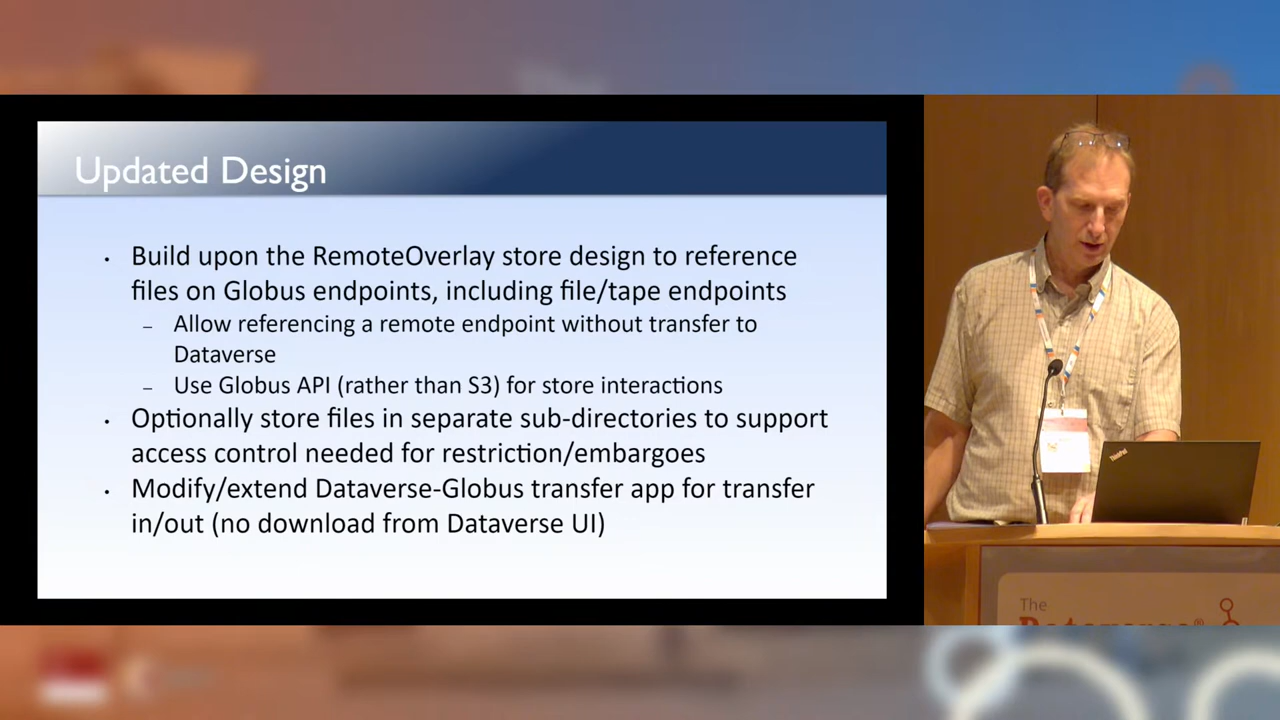 Updated Design
• Build upon the RemoteOverlay store design to reference
files on Globus endpoints, including file/tape endpoints
– Allow referencing a remote endpoint without transfer to
Dataverse
– Use Globus API (rather than S3) for store interactions
• Optionally store files in separate sub-directories to support
access control needed for restriction/embargoes
• Modify/extend Dataverse-Globus transfer app for transfer
in/out (no download from Dataverse UI)
ThinkPad
The
Dataverse®